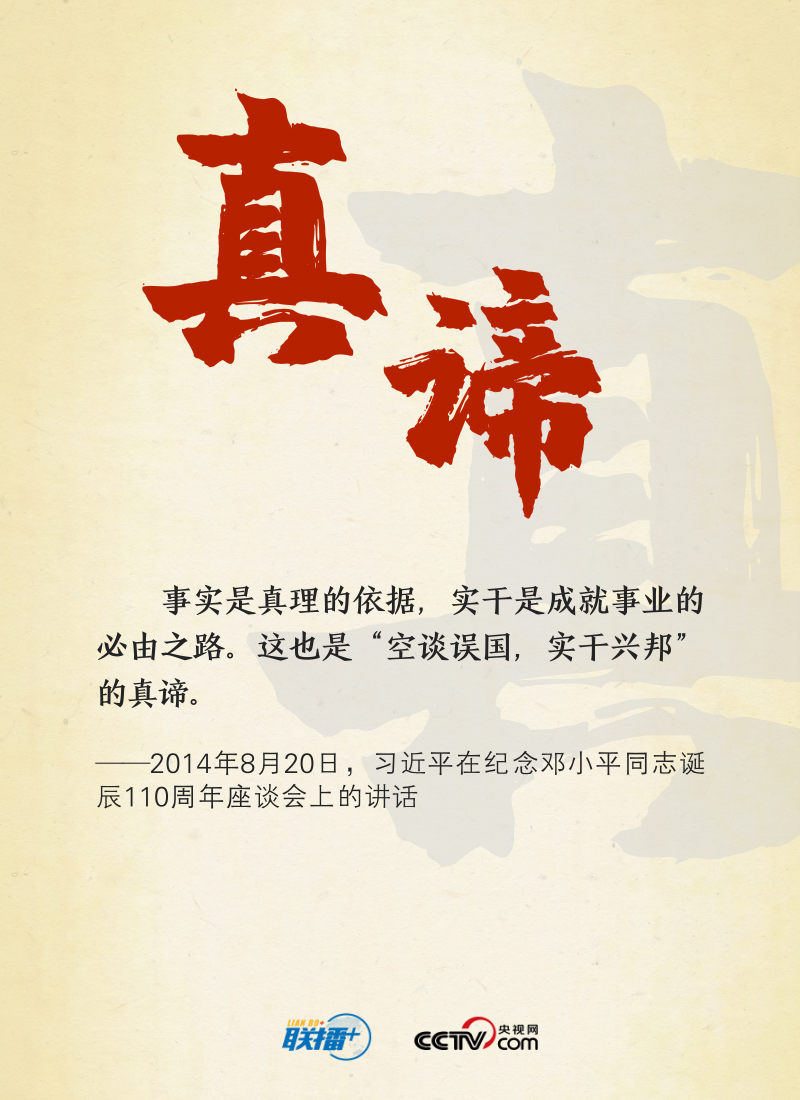 真谛
事实是真理的依据，实干是成就事业的
必由之路。这也是“空谈误国，实干兴邦”
的真谛。
——2014年8月20日，习近平在纪念邓小平同志诞
辰110周年座谈会上的讲话
LIAN BO+
联播+
CCTV.com 央视网